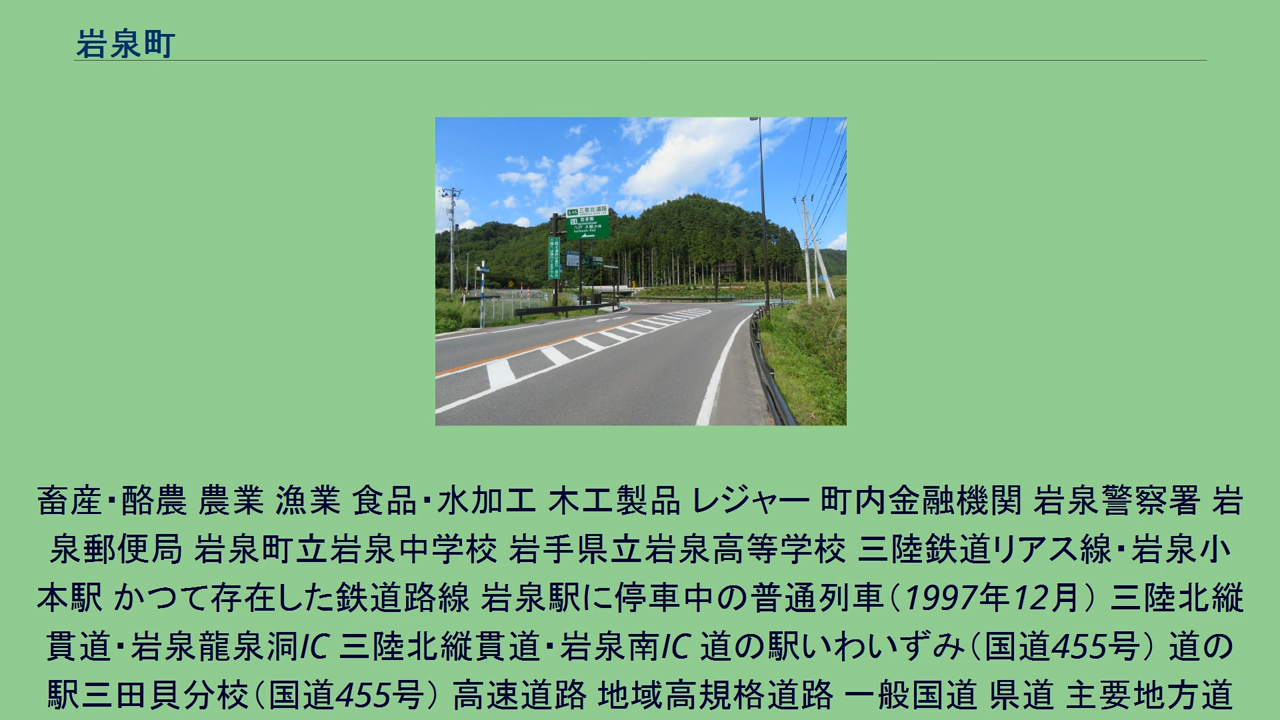 岩泉町
三陸北道路
畜産・酪農 農業 漁業 食品・水加工 木工製品 レジャー 町内金融機関 岩泉警察署 岩
泉郵便局 岩泉町立岩泉中学校 岩手県立岩泉高等学校 三陸鉄道リアス線・岩泉小
本駅 かつて存在した鉄道路線 岩泉駅に停車中の普通列車（1997年12月） 三陸北縦
貫道・岩泉龍泉洞IC 三陸北縦貫道・岩泉南IC 道の駅いわいずみ（国道455号） 道の
駅三田貝分校（国道455号） 高速道路 地域高規格道路 一般国道 県道 主要地方道